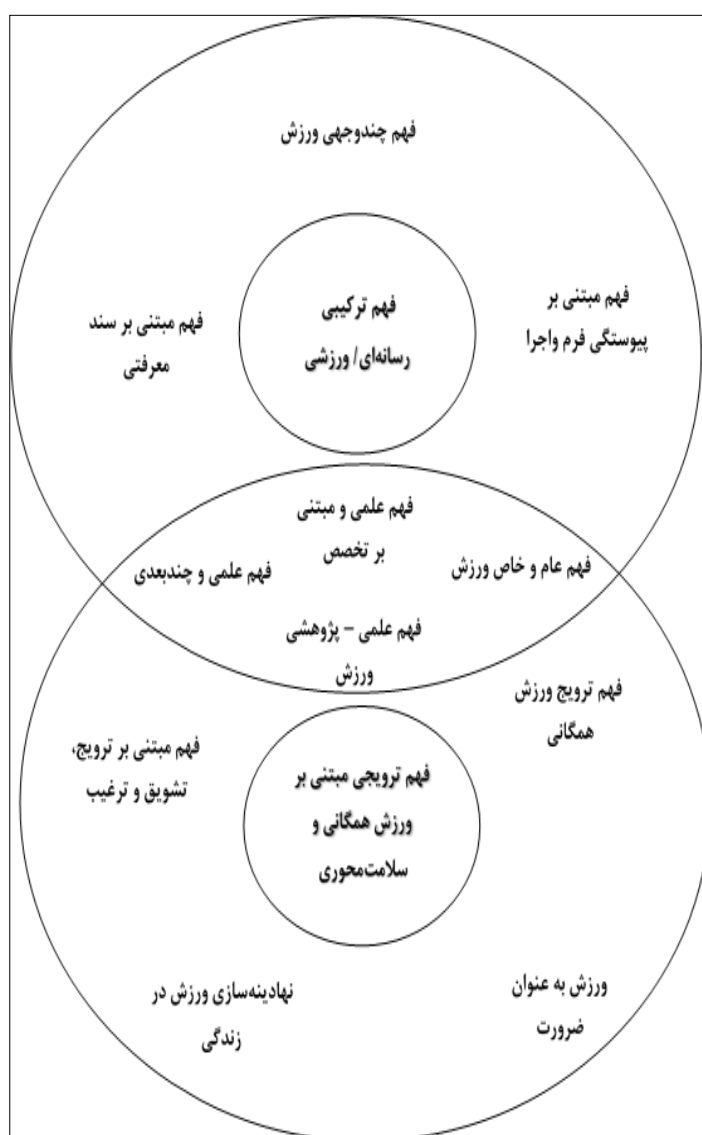 فهم چندوجهی ورزش
فهم مبتنی بر
پیوستگی فرم واجرا
فهم ترکیبی
رسانه‌ای/ ورزشی
فهم مبتنی بر سند
معرفتی
فهم علمی و مبتنی
بر تخصص
فهم عام و خاص ورزش
فهم علمی و چندبعدی
فهم علمی – پژوهشی
ورزش
فهم ترویج ورزش
همگانی
فهم مبتنی بر ترویج،
تشویق و ترغیب
فهم ترویجی مبتنی بر
ورزش همگانی و
سلامت‌محوری
ورزش به عنوان
ضرورت
نهادینه‌سازی ورزش در
زندگی